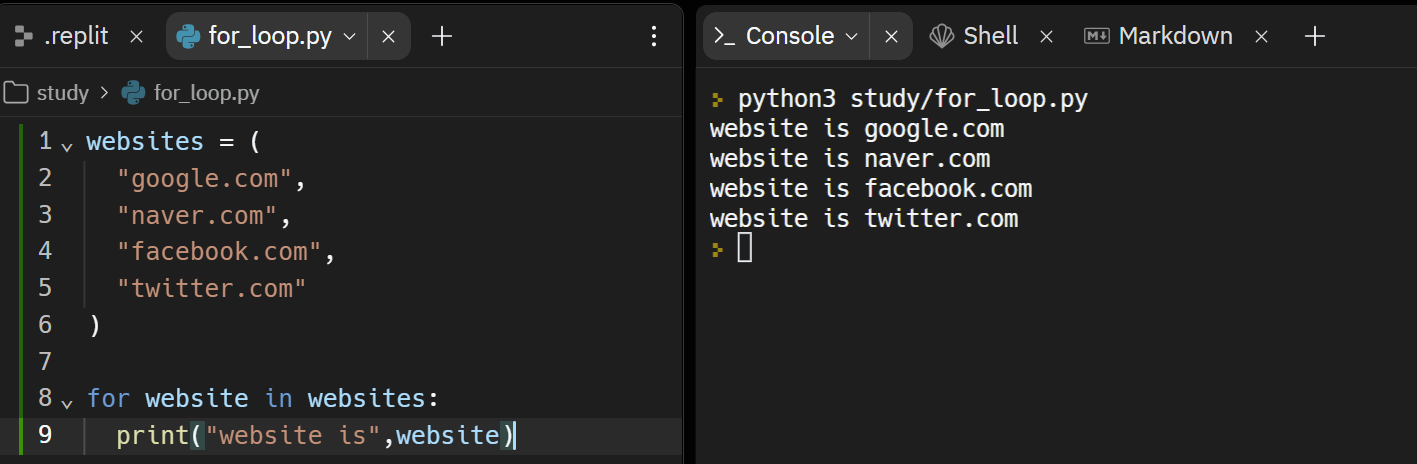 .replit
for_loop.py
study > for_loop.py
1 websites = (
2   "google.com",
3   "naver.com",
4   "facebook.com",
5   "twitter.com"
6 )
7
8 for website in websites:
9   print("website is",website)
Console
Shell
Markdown
python3 study/for_loop.py
website is google.com
website is naver.com
website is facebook.com
website is twitter.com